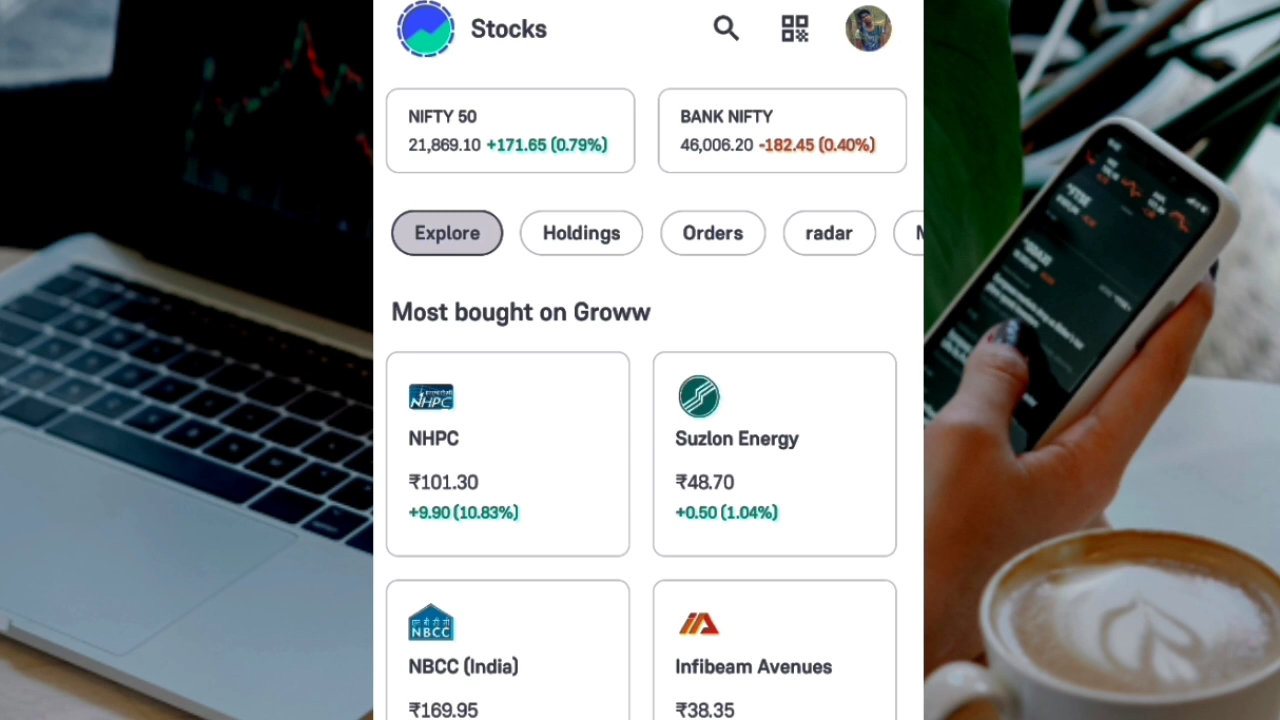 Stocks
NIFTY 50
21,869.10 +171.65 (0.79%)
BANK NIFTY
46,006.20 -182.45 (0.40%)
Explore
Holdings
Orders
radar
Most bought on Groww
NHPC
NHPC
₹101.30
+9.90 (10.83%)
Suzlon Energy
₹48.70
+0.50 (1.04%)
NBCC
NBCC (India)
₹169.95
Infibeam Avenues
₹38.35